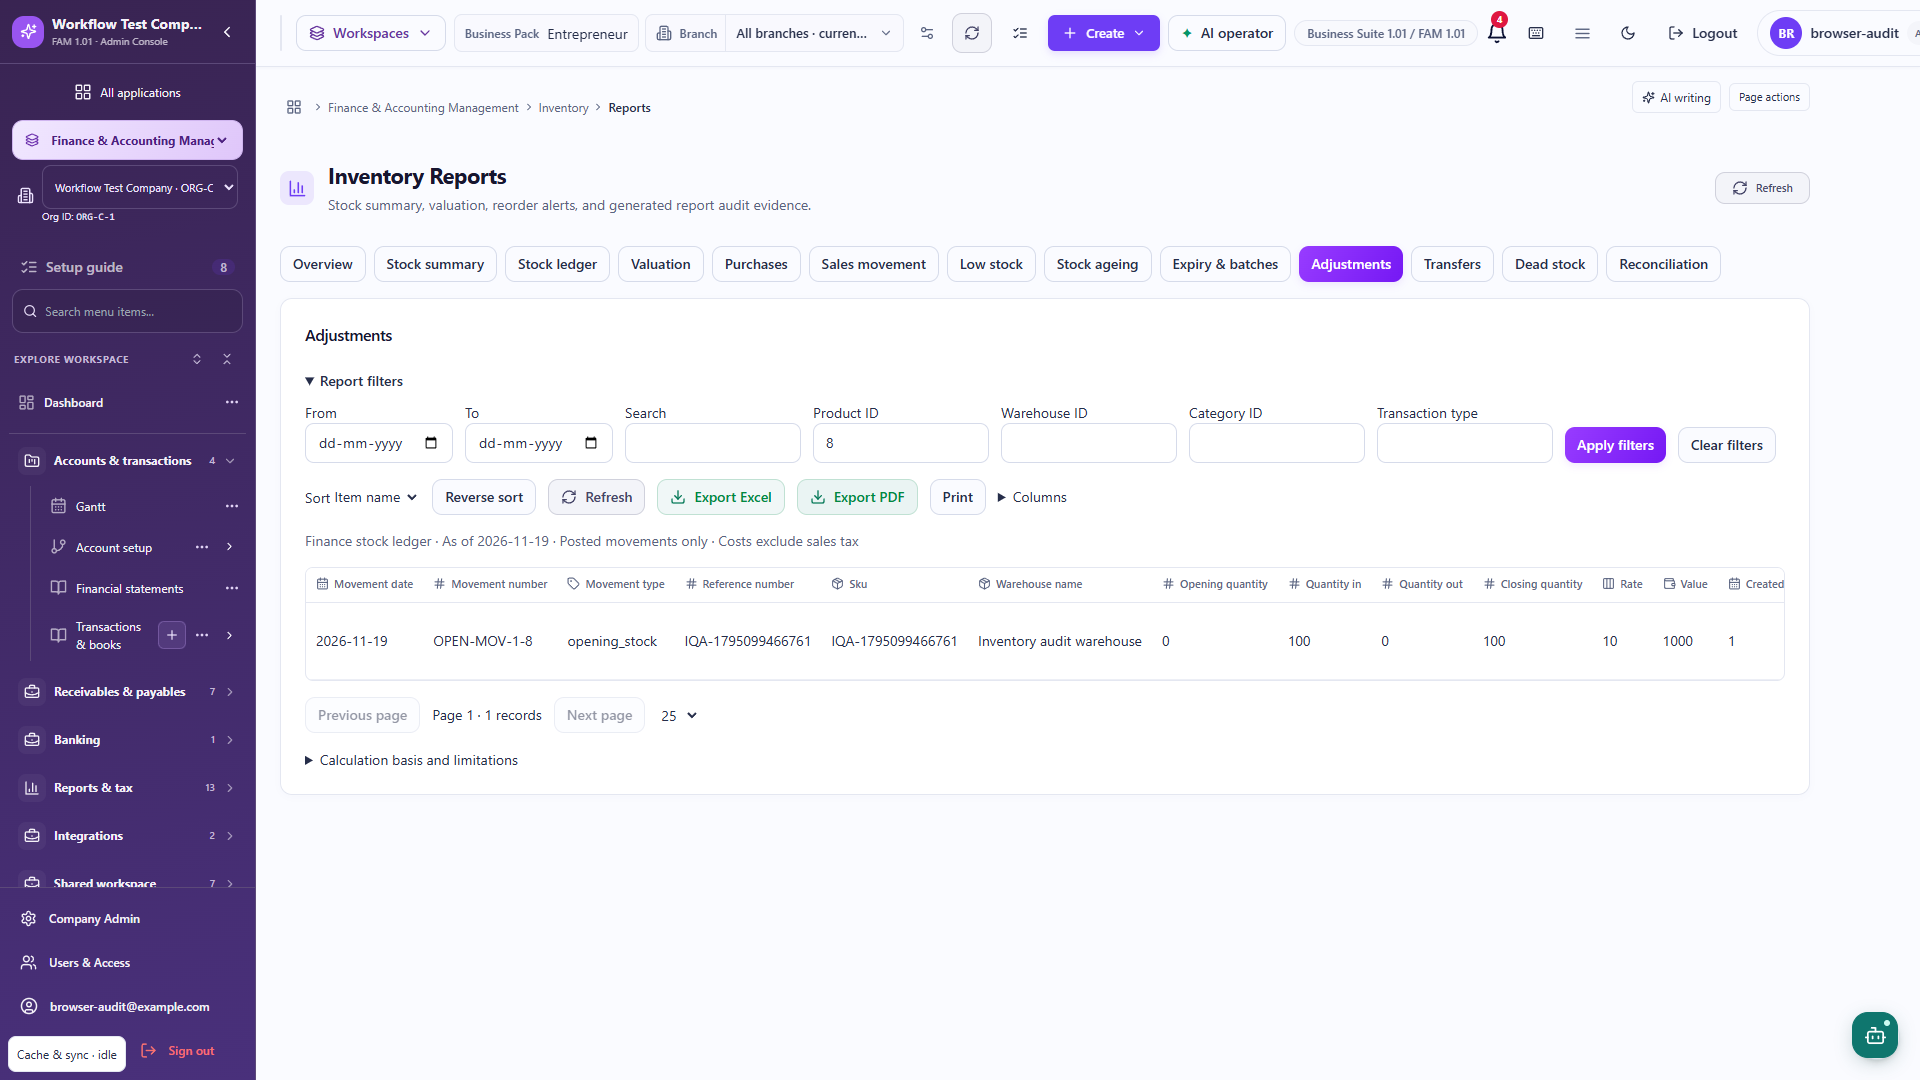 Workflow Test Comp...
FAM 1.01 · Admin Console
All applications
Finance & Accounting Manag
Workflow Test Company · ORG-C
Org ID: ORG-C-1
Setup guide 8
Search menu items...
EXPLORE WORKSPACE
Dashboard
Accounts & transactions 4
Gantt
Account setup
Financial statements
Transactions
& books
Receivables & payables 7
Banking 1
Reports & tax 13
Integrations 2
Shared workspace 7
Company Admin
Users & Access
browser-audit@example.com
Cache & sync · idle
Sign out
Workspaces
Business Pack Entrepreneur
Branch All branches · curren...
Create
AI operator
Business Suite 1.01 / FAM 1.01
4
Logout
BR browser-audit
Finance & Accounting Management > Inventory > Reports
AI writing
Page actions
Inventory Reports
Stock summary, valuation, reorder alerts, and generated report audit evidence.
Refresh
Overview Stock summary Stock ledger Valuation Purchases Sales movement Low stock Stock ageing Expiry & batches Adjustments Transfers Dead stock Reconciliation
Adjustments
Report filters
From To Search Product ID Warehouse ID Category ID Transaction type
dd-mm-yyyy dd-mm-yyyy 8 Apply filters Clear filters
Sort Item name Reverse sort Refresh Export Excel Export PDF Print Columns
Finance stock ledger · As of 2026-11-19 · Posted movements only · Costs exclude sales tax
Movement date Movement number Movement type Reference number Sku Warehouse name Opening quantity Quantity in Quantity out Closing quantity Rate Value Created
2026-11-19 OPEN-MOV-1-8 opening_stock IQA-1795099466761 IQA-1795099466761 Inventory audit warehouse 0 100 0 100 10 1000 1
Previous page Page 1 · 1 records Next page 25
Calculation basis and limitations